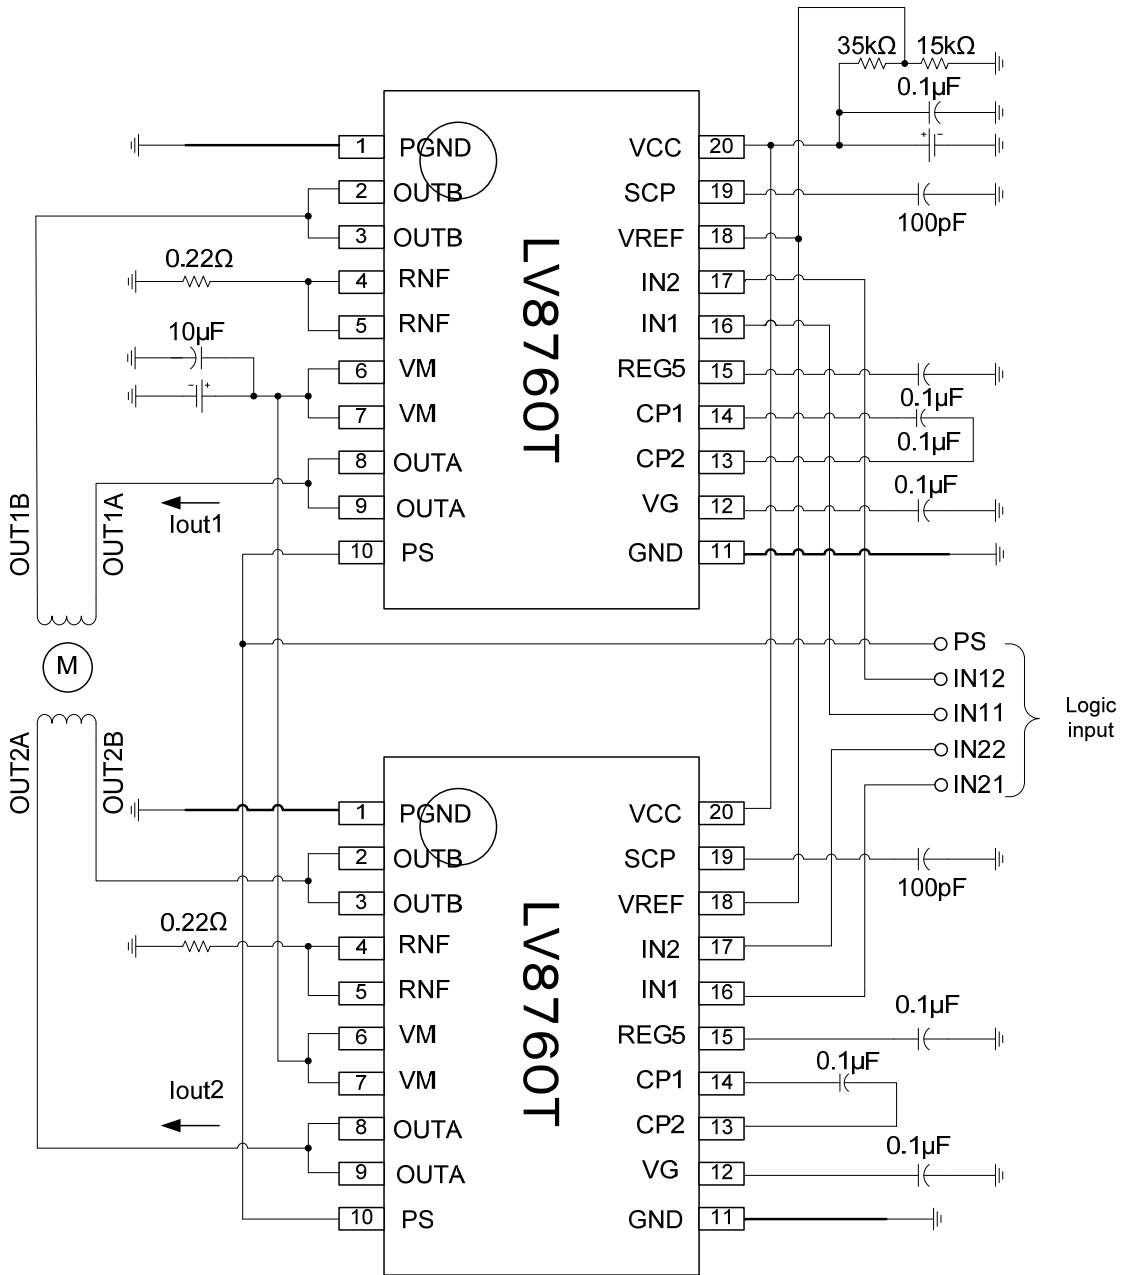 35kΩ
15kΩ
0.1µF
+ -
1
PGND
VCC
20
2
OUTB
SCP
19
100pF
3
OUTB
VREF
18
0.22Ω
4
RNF
IN2
17
5
RNF
IN1
16
10µF
- +
6
VM
REG5
15
0.1µF
7
VM
CP1
14
0.1µF
8
OUTA
CP2
13
9
OUTA
VG
12
0.1µF
10
PS
GND
11
LV8760T
OUT1B
OUT1A
Iout1
M
PS
IN12
IN11
IN22
IN21
Logic
input
OUT2A
OUT2B
1
PGND
VCC
20
2
OUTB
SCP
19
100pF
3
OUTB
VREF
18
0.22Ω
4
RNF
IN2
17
5
RNF
IN1
16
0.1µF
6
VM
REG5
15
7
VM
CP1
14
0.1µF
Iout2
8
OUTA
CP2
13
9
OUTA
VG
12
0.1µF
10
PS
GND
11
LV8760T